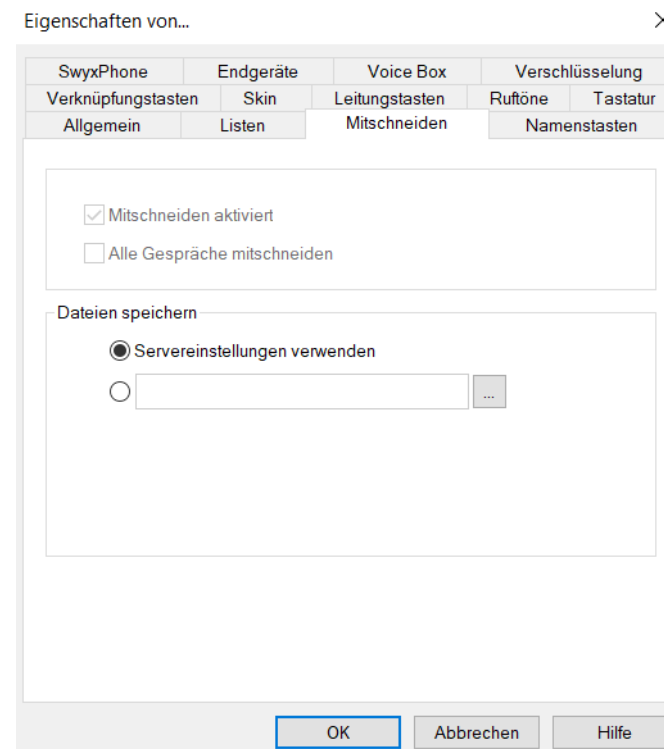 Eigenschaften von...
SwyxPhone Endgeräte Voice Box Verschlüsselung
Verknüpfungstasten Skin Leitungstasten Ruftöne Tastatur
Allgemein Listen Mitschneiden Namenstasten
Mitschneiden aktiviert
Alle Gespräche mitschneiden
Dateien speichern
Servereinstellungen verwenden
...
OK Abbrechen Hilfe